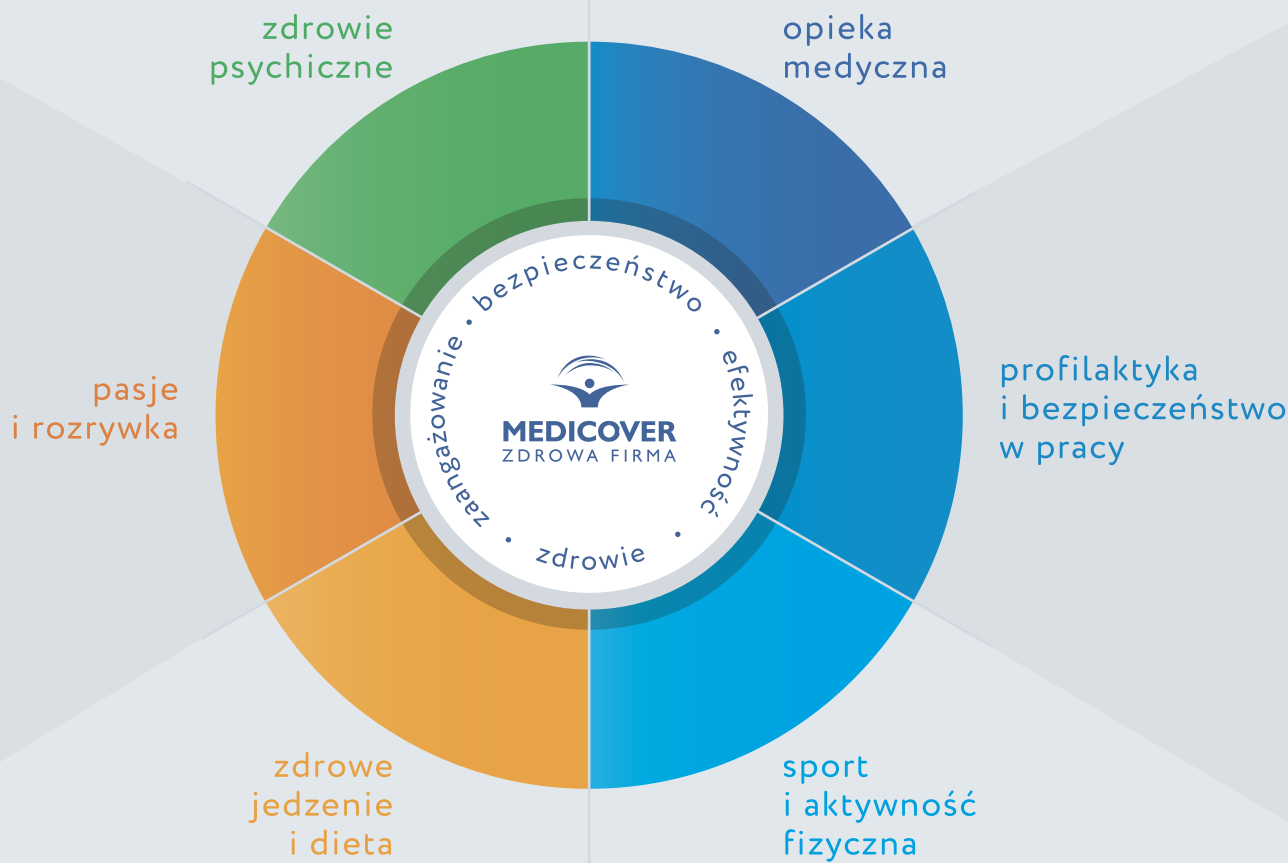 zdrowie
psychiczne
opieka
medyczna
pasje
i rozrywka
zaangażowanie • bezpieczeństwo • efektywność • zdrowie •
MEDICOVER
ZDROWA FIRMA
profilaktyka
i bezpieczeństwo
w pracy
zdrowe
jedzenie
i dieta
sport
i aktywność
fizyczna